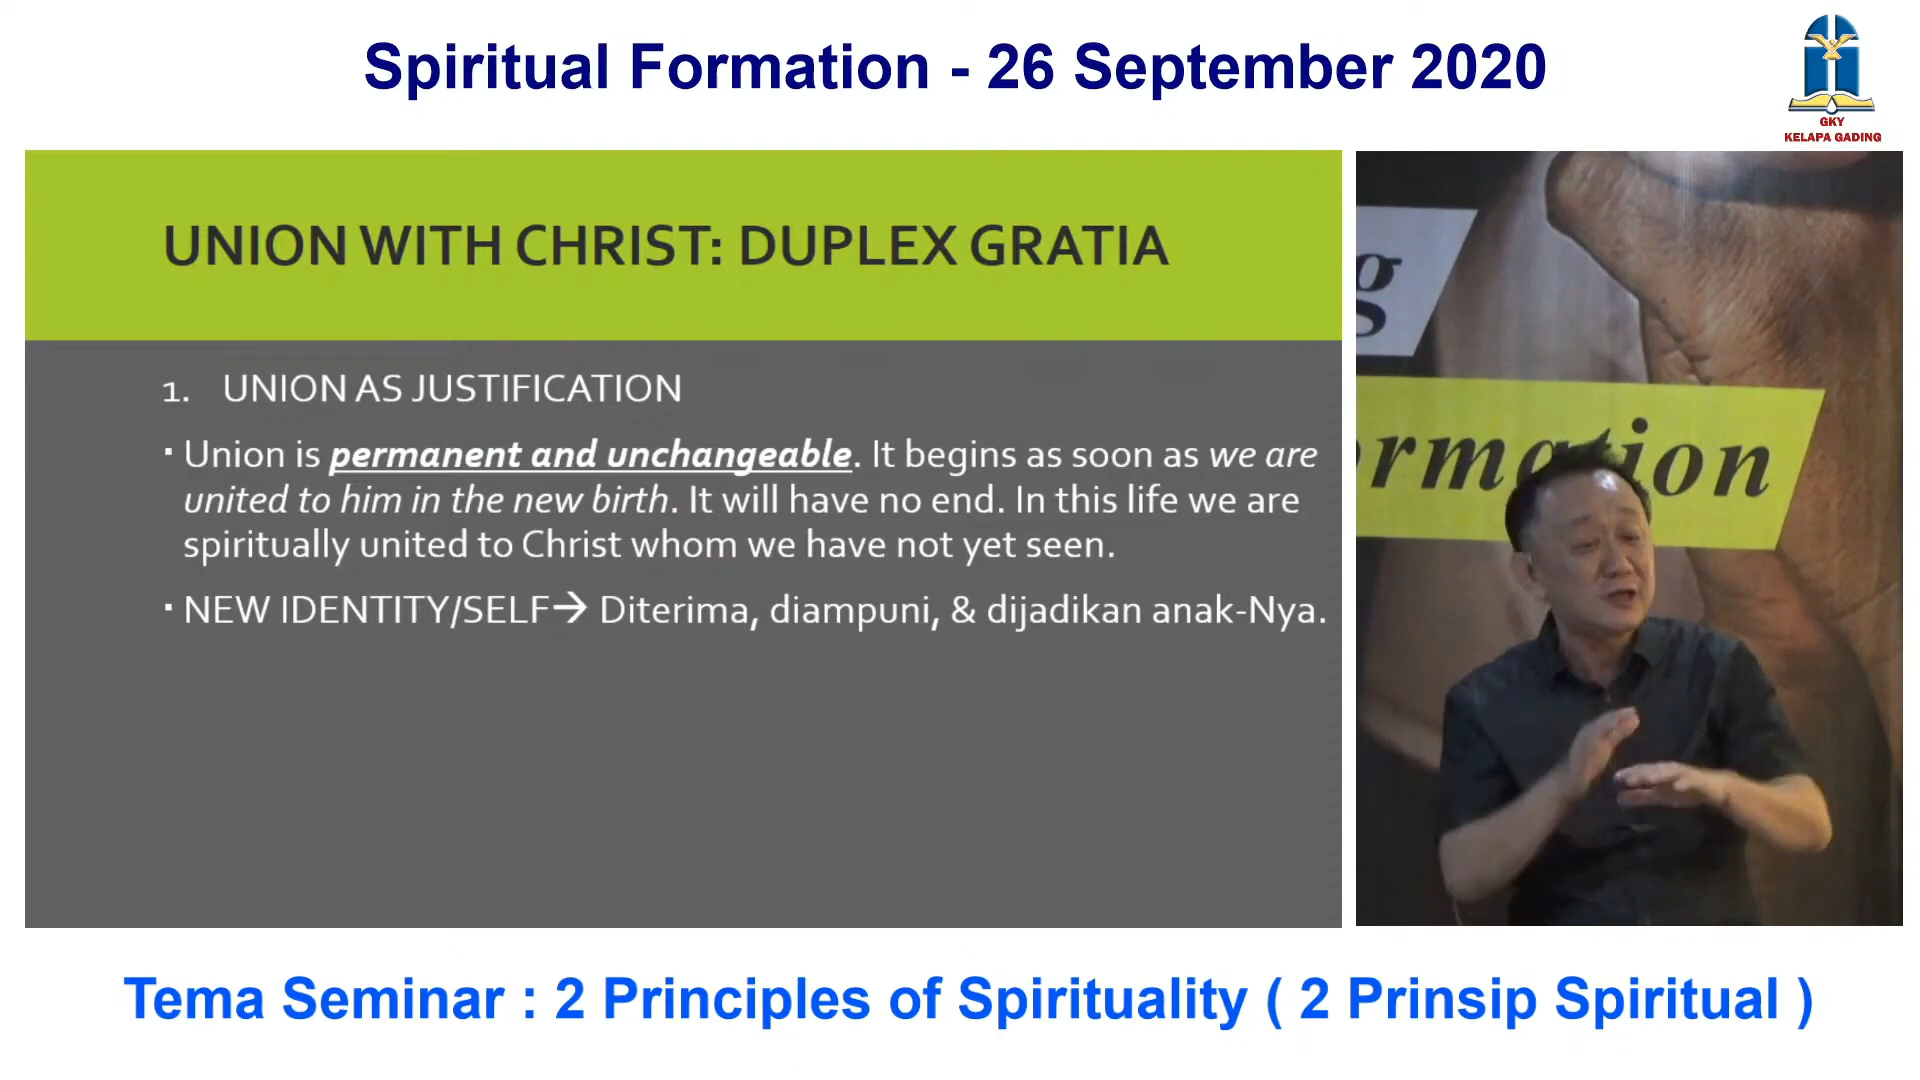 Spiritual Formation - 26 September 2020
GKY
KELAPA GADING
UNION WITH CHRIST: DUPLEX GRATIA
1. UNION AS JUSTIFICATION
▪ Union is permanent and unchangeable. It begins as soon as we are
united to him in the new birth. It will have no end. In this life we are
spiritually united to Christ whom we have not yet seen.
▪ NEW IDENTITY/SELF→ Diterima, diampuni, & dijadikan anak-Nya.
Tema Seminar : 2 Principles of Spirituality ( 2 Prinsip Spiritual )